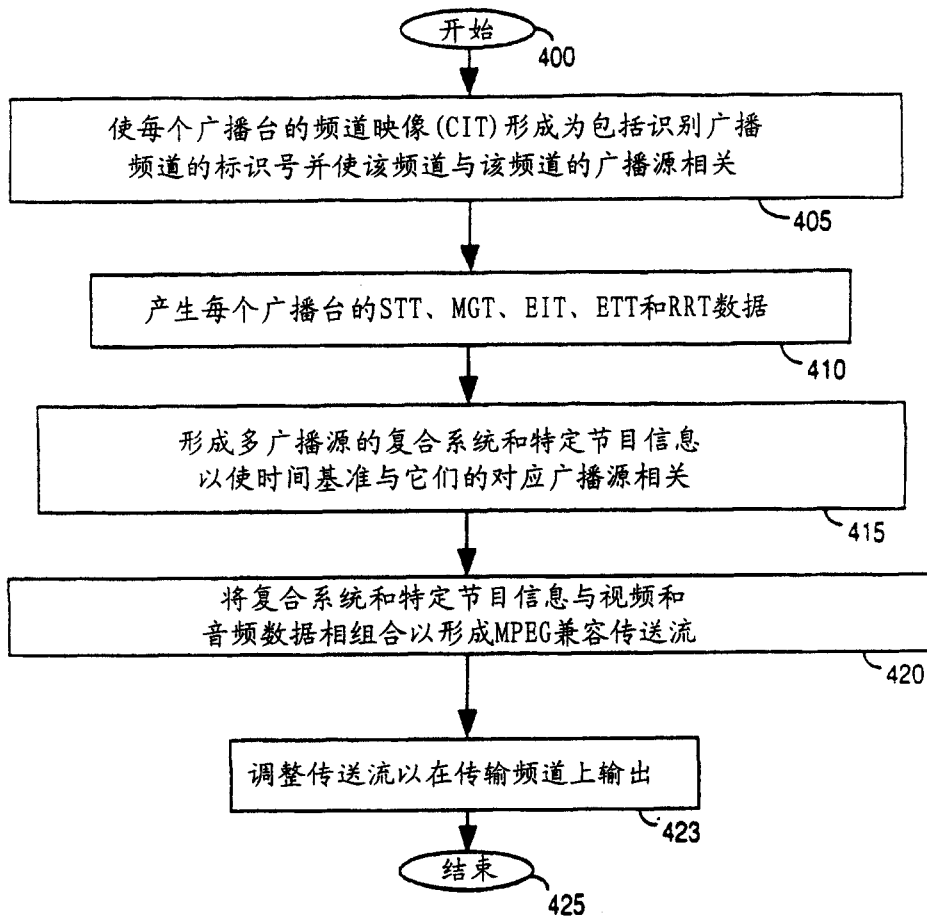 开始
400
使每个广播台的频道映像(CIT)形成为包括识别广播
频道的标识号并使该频道与该频道的广播源相关
405
产生每个广播台的STT、MGT、EIT、ETT和RRT数据
410
形成多广播源的复合系统和特定节目信息
以使时间基准与它们的对应广播源相关
415
将复合系统和特定节目信息与视频和
音频数据相组合以形成MPEG兼容传送流
420
调整传送流以在传输频道上输出
423
结束
425